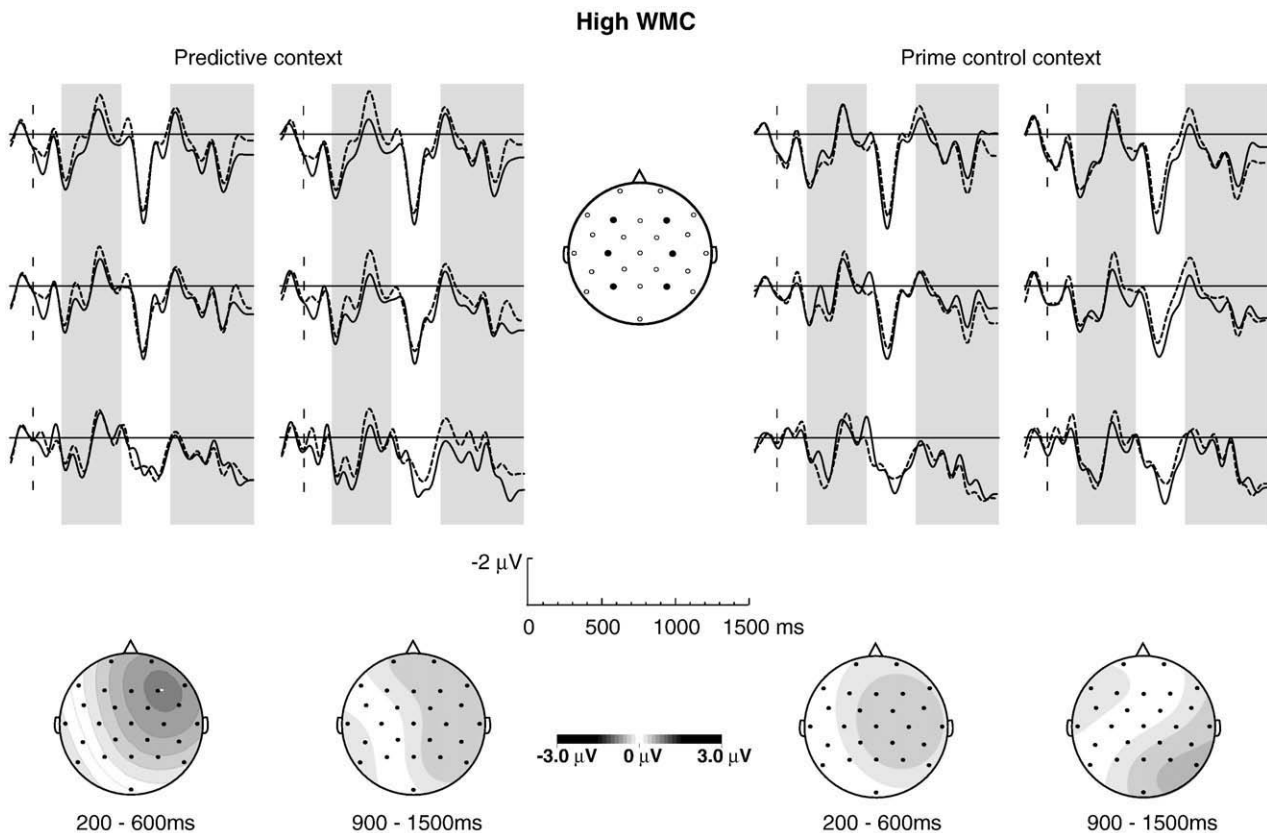 High WMC
Predictive context
Prime control context
-2 μV
0 500 1000 1500 ms
-3.0 μV 0 μV 3.0 μV
200 - 600ms
900 - 1500ms
200 - 600ms
900 - 1500ms